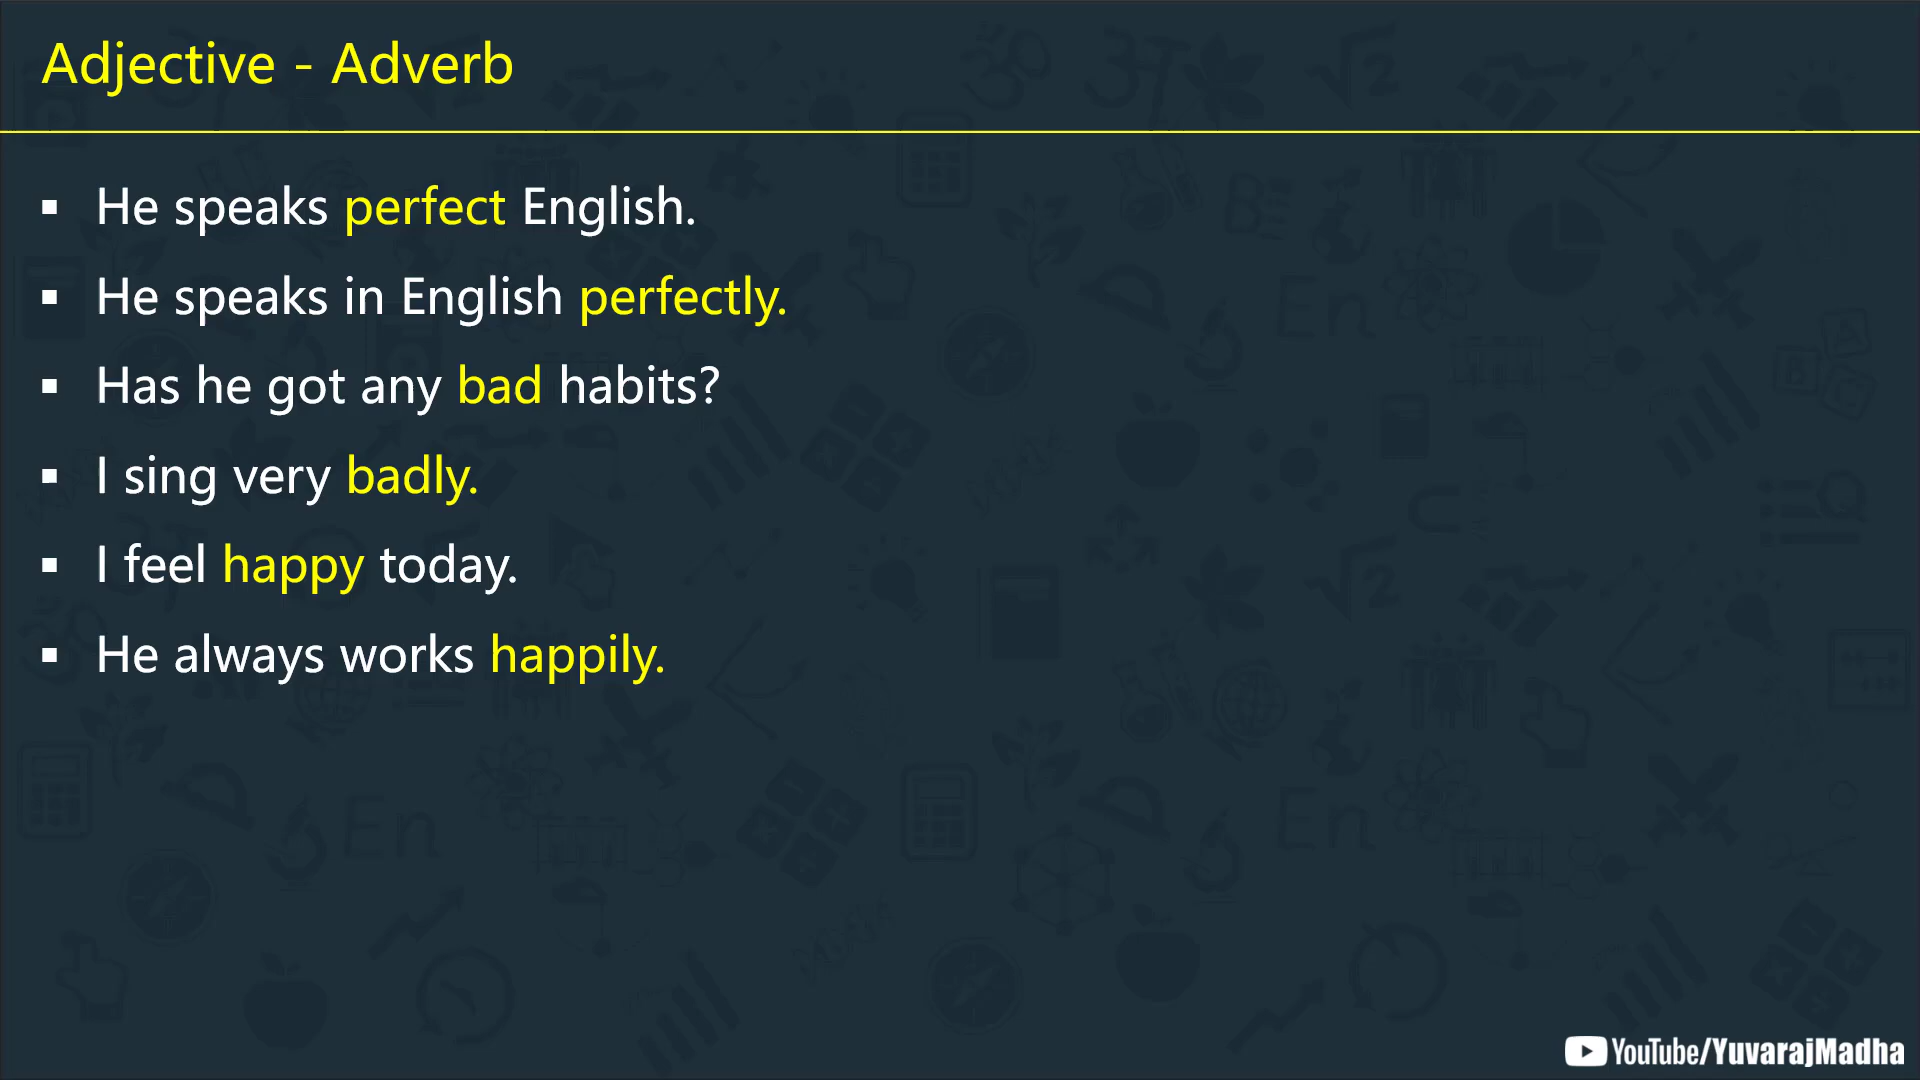 Adjective - Adverb
▪ He speaks perfect English.
▪ He speaks in English perfectly.
▪ Has he got any bad habits?
▪ I sing very badly.
▪ I feel happy today.
▪ He always works happily.
YouTube/YuvarajMadha